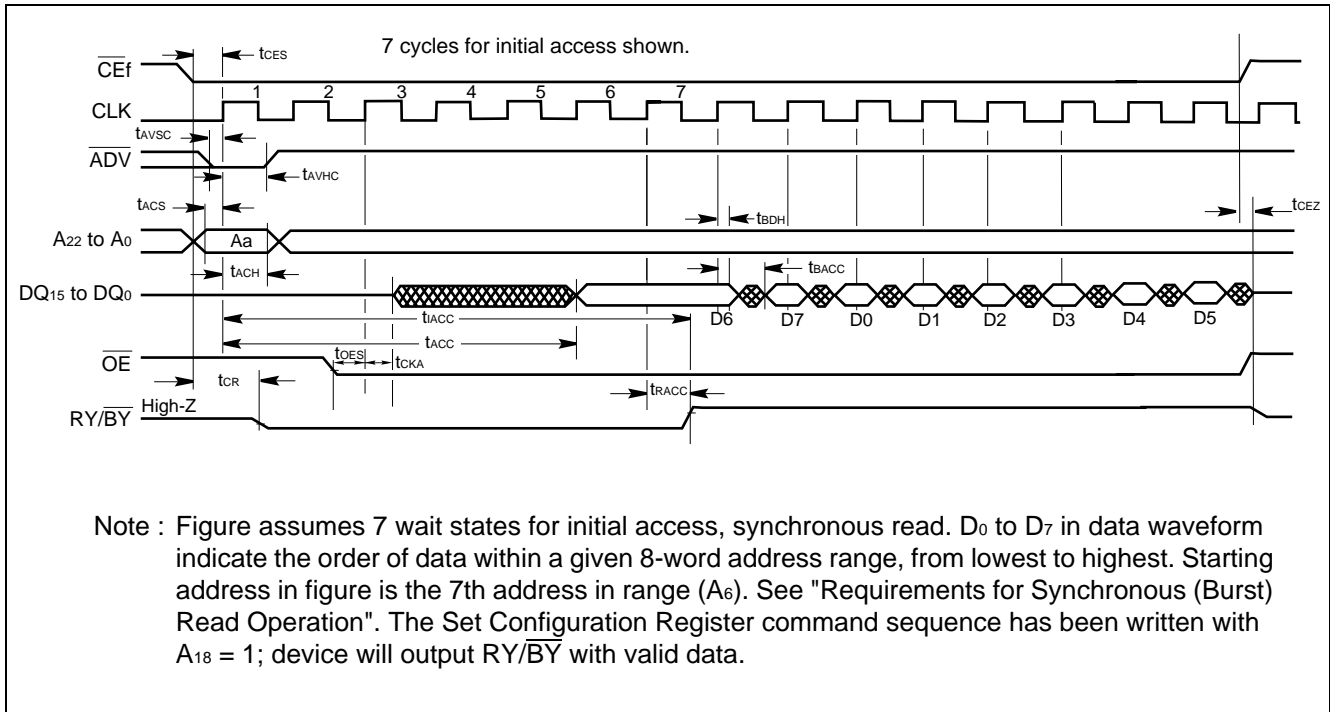 7 cycles for initial access shown.
tCES
CEf
1 2 3 4 5 6 7
CLK
tAVSC
ADV
tAVHC
tACS
tBDH
tCEZ
A22 to A0
Aa
tACH
tBACC
DQ15 to DQ0
D6 D7 D0 D1 D2 D3 D4 D5
tIACC
tACC
tOES
tCKA
OE
tCR
tRACC
High-Z
RY/BY
Note : Figure assumes 7 wait states for initial access, synchronous read. D0 to D7 in data waveform
indicate the order of data within a given 8-word address range, from lowest to highest. Starting
address in figure is the 7th address in range (A6). See "Requirements for Synchronous (Burst)
Read Operation". The Set Configuration Register command sequence has been written with
A18 = 1; device will output RY/BY with valid data.